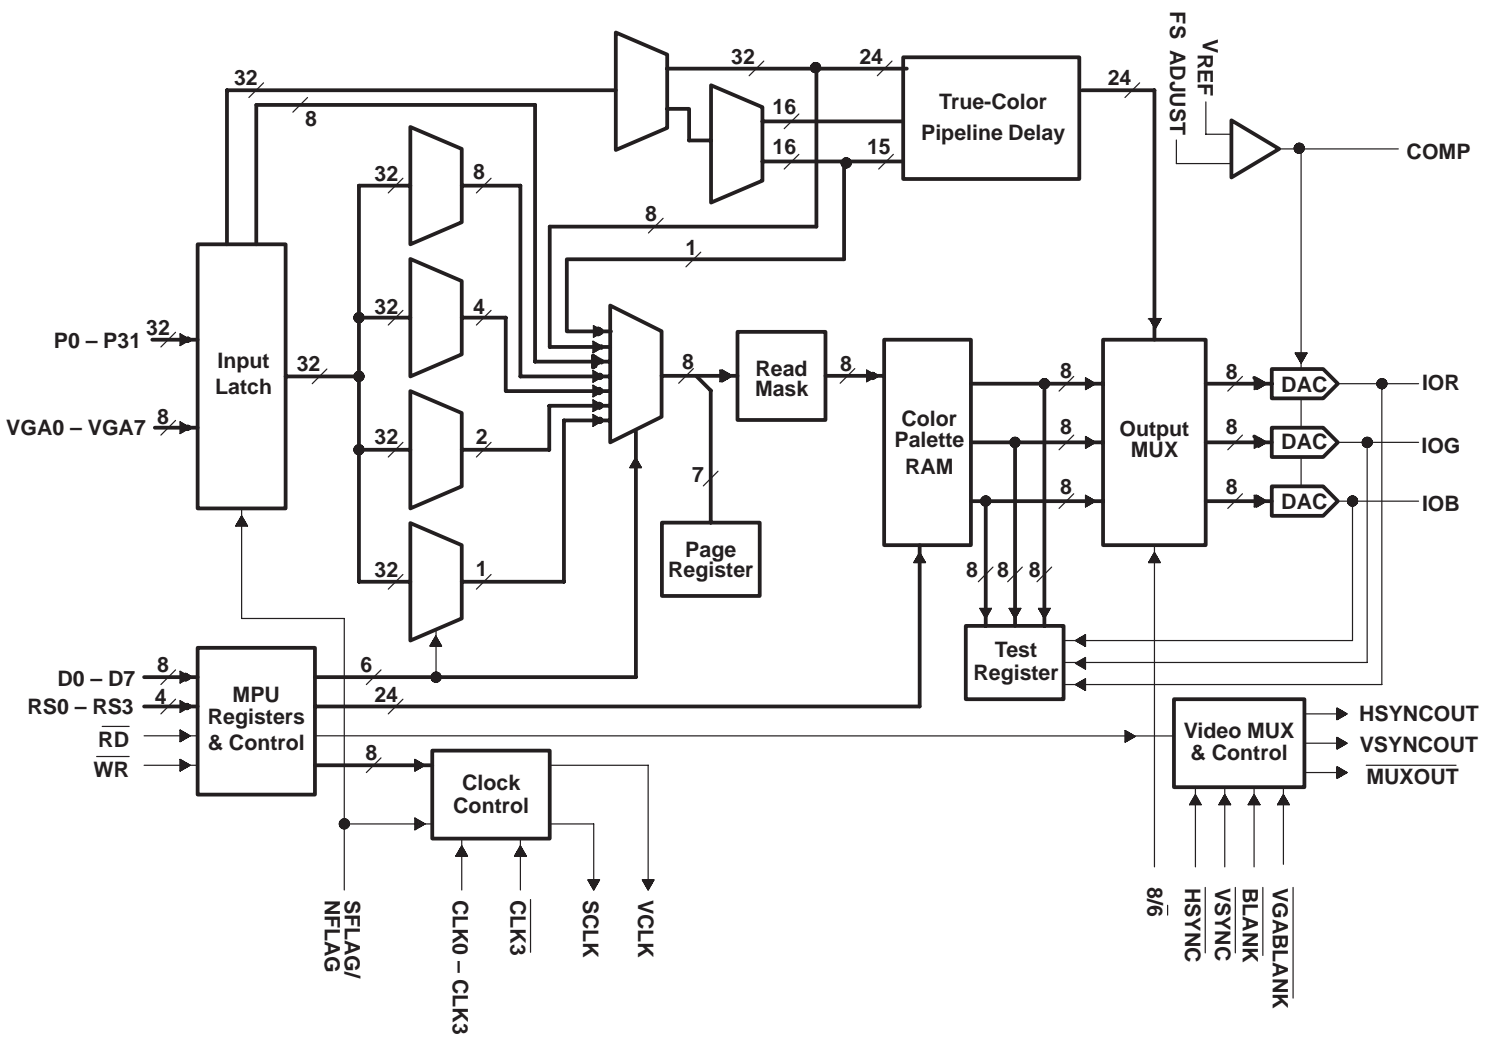 32
8
32
24
24
True-Color
Pipeline Delay
16
16
15
FS ADJUST
VREF
COMP
32
8
8
1
32
4
P0 – P31
32
Input
Latch
32
VGA0 – VGA7
8
32
2
32
1
8
7
Page
Register
Read
Mask
8
Color
Palette
RAM
8
8
8
Output
MUX
8
8
8
DAC
DAC
DAC
IOR
IOG
IOB
8
8
8
Test
Register
D0 – D7
8
RS0 – RS3
4
RD
WR
MPU
Registers
& Control
6
24
8
Clock
Control
Video MUX
& Control
HSYNCOUT
VSYNCOUT
MUXOUT
SFLAG/
NFLAG
CLK0 – CLK3
CLK3
SCLK
VCLK
8/6
HSYNC
VSYNC
BLANK
VGABLANK